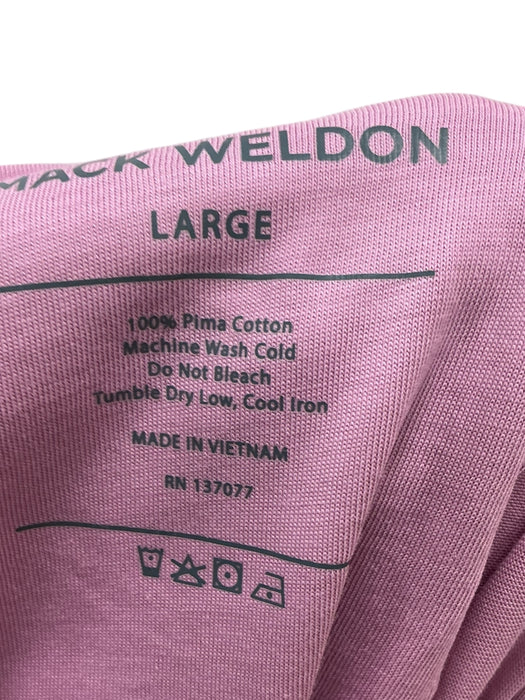 MACK WELDON
LARGE
100% Pima Cotton
Machine Wash Cold
Do Not Bleach
Tumble Dry Low, Cool Iron
MADE IN VIETNAM
RN 137077